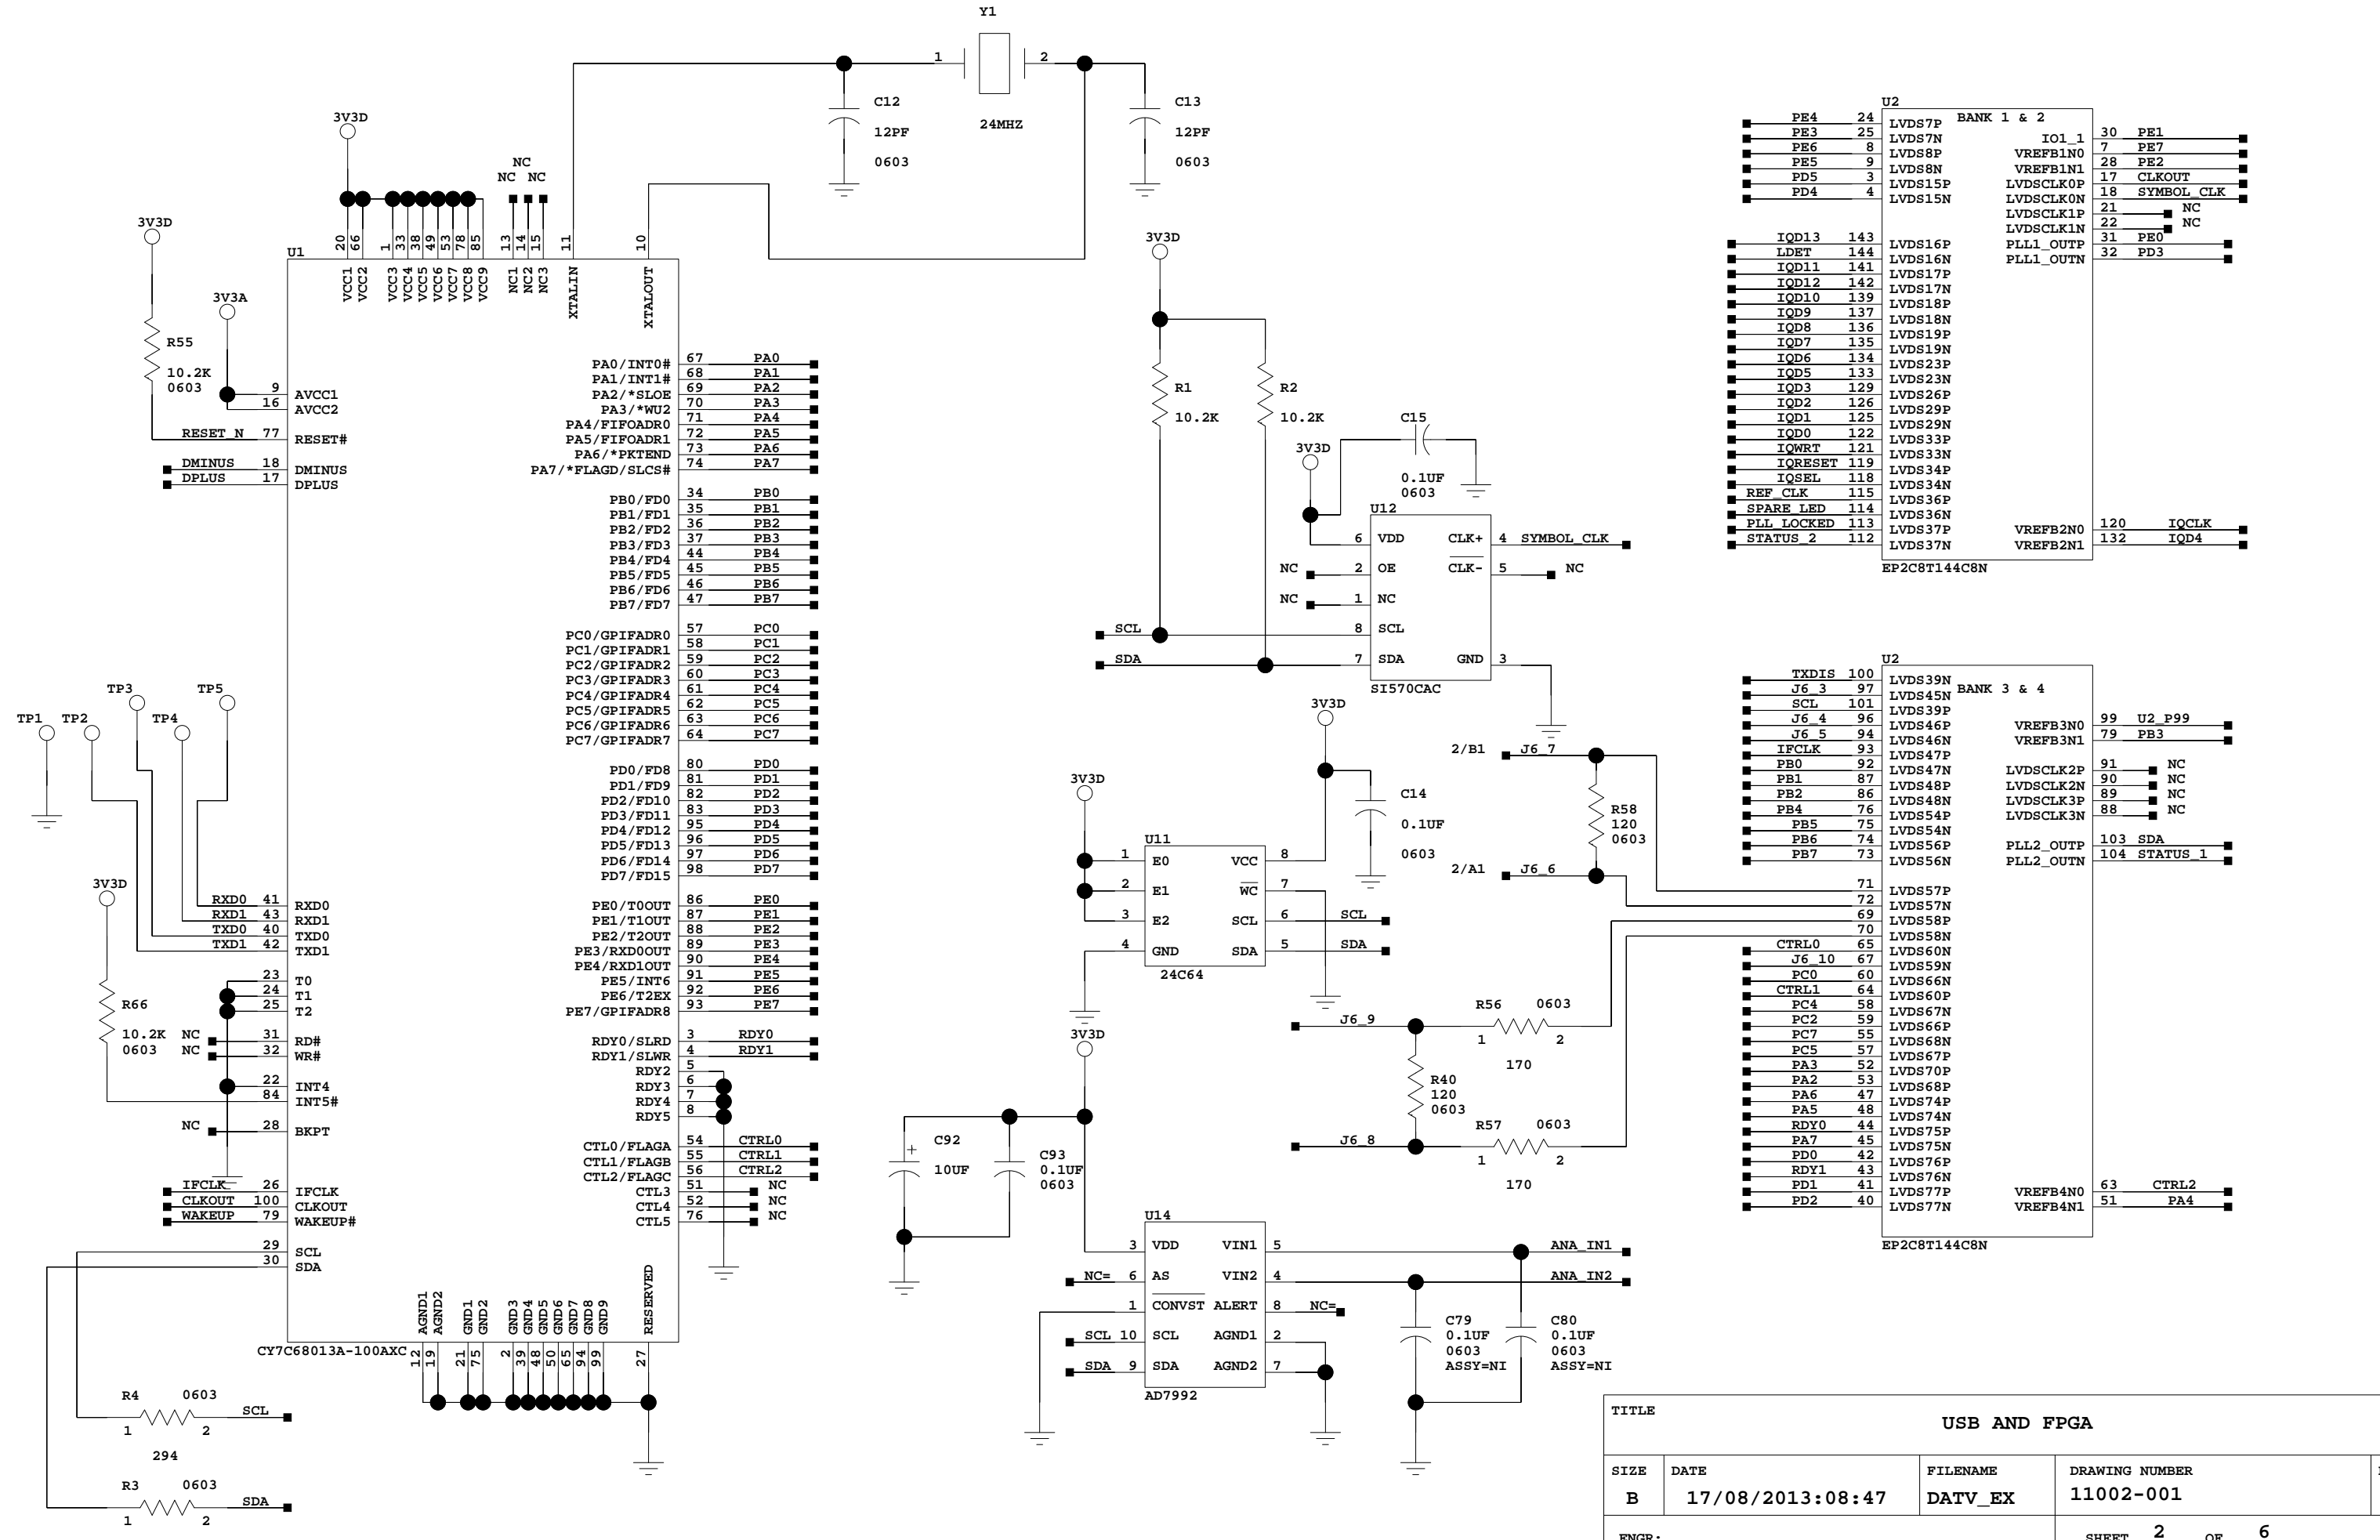 Y1
1 2
24MHZ
C12
12PF
0603
C13
12PF
0603
3V3D
NC
NC NC
3V3D
R55
10.2K
0603
3V3A
U1
20 VCC1
66 VCC2
1 VCC3
33 VCC4
38 VCC5
49 VCC6
53 VCC7
78 VCC8
85 VCC9
13 NC1
14 NC2
15 NC3
11 XTALIN
10 XTALOUT
9 AVCC1
16 AVCC2
RESET_N 77 RESET#
DMINUS 18 DMINUS
DPLUS 17 DPLUS
TP1
TP2
TP3
TP4
TP5
3V3D
R66
10.2K
0603
RXD0 41 RXD0
RXD1 43 RXD1
TXD0 40 TXD0
TXD1 42 TXD1
23 T0
24 T1
25 T2
NC 31 RD#
NC 32 WR#
22 INT4
84 INT5#
NC 28 BKPT
IFCLK 26 IFCLK
CLKOUT 100 CLKOUT
WAKEUP 79 WAKEUP#
29 SCL
30 SDA
PA0/INT0# 67 PA0
PA1/INT1# 68 PA1
PA2/*SLOE 69 PA2
PA3/*WU2 70 PA3
PA4/FIFOADR0 71 PA4
PA5/FIFOADR1 72 PA5
PA6/*PKTEND 73 PA6
PA7/*FLAGD/SLCS# 74 PA7
PB0/FD0 34 PB0
PB1/FD1 35 PB1
PB2/FD2 36 PB2
PB3/FD3 37 PB3
PB4/FD4 44 PB4
PB5/FD5 45 PB5
PB6/FD6 46 PB6
PB7/FD7 47 PB7
PC0/GPIFADR0 57 PC0
PC1/GPIFADR1 58 PC1
PC2/GPIFADR2 59 PC2
PC3/GPIFADR3 60 PC3
PC4/GPIFADR4 61 PC4
PC5/GPIFADR5 62 PC5
PC6/GPIFADR6 63 PC6
PC7/GPIFADR7 64 PC7
PD0/FD8 80 PD0
PD1/FD9 81 PD1
PD2/FD10 82 PD2
PD3/FD11 83 PD3
PD4/FD12 95 PD4
PD5/FD13 96 PD5
PD6/FD14 97 PD6
PD7/FD15 98 PD7
PE0/T0OUT 86 PE0
PE1/T1OUT 87 PE1
PE2/T2OUT 88 PE2
PE3/RXD0OUT 89 PE3
PE4/RXD1OUT 90 PE4
PE5/INT6 91 PE5
PE6/T2EX 92 PE6
PE7/GPIFADR8 93 PE7
RDY0/SLRD 3 RDY0
RDY1/SLWR 4 RDY1
RDY2 5
RDY3 6
RDY4 7
RDY5 8
CTL0/FLAGA 54 CTRL0
CTL1/FLAGB 55 CTRL1
CTL2/FLAGC 56 CTRL2
CTL3 51 NC
CTL4 52 NC
CTL5 76 NC
AGND1 12
AGND2 19
GND1 21
GND2 75
GND3 2
GND4 39
GND5 48
GND6 50
GND7 65
GND8 94
GND9 99
RESERVED 27
CY7C68013A-100AXC
R4 0603
1 2 SCL
294
R3 0603
1 2 SDA
3V3D
R1
10.2K
R2
10.2K
C15
0.1UF
0603
3V3D
U12
6 VDD CLK+ 4 SYMBOL_CLK
NC 2 OE CLK- 5 NC
NC 1 NC
SCL 8 SCL
SDA 7 SDA GND 3
SI570CAC
3V3D
C14
0.1UF
0603
3V3D
U11
1 E0 VCC 8
2 E1 WC 7
3 E2 SCL 6 SCL
4 GND SDA 5 SDA
24C64
2/B1 J6_7
R58
120
0603
2/A1 J6_6
J6_9 R56 0603
1 2
170
R40
120
0603
J6_8 R57 0603
1 2
170
3V3D
C92
+
10UF
C93
0.1UF
0603
U14
3 VDD VIN1 5 ANA_IN1
NC= 6 AS VIN2 4 ANA_IN2
1 CONVST ALERT 8 NC=
SCL 10 SCL AGND1 2
SDA 9 SDA AGND2 7
AD7992
C79
0.1UF
0603
ASSY=NI
C80
0.1UF
0603
ASSY=NI
U2
BANK 1 & 2
PE4 24 LVDS7P
PE3 25 LVDS7N
PE6 8 LVDS8P
PE5 9 LVDS8N
PD5 3 LVDS15P
PD4 4 LVDS15N
IQD13 143 LVDS16P
LDET 144 LVDS16N
IQD11 141 LVDS17P
IQD12 142 LVDS17N
IQD10 139 LVDS18P
IQD9 137 LVDS18N
IQD8 136 LVDS19P
IQD7 135 LVDS19N
IQD6 134 LVDS23P
IQD5 133 LVDS23N
IQD3 129 LVDS26P
IQD2 126 LVDS29P
IQD1 125 LVDS29N
IQD0 122 LVDS33P
IQWRT 121 LVDS33N
IQRESET 119 LVDS34P
IQSEL 118 LVDS34N
REF_CLK 115 LVDS36P
SPARE_LED 114 LVDS36N
PLL_LOCKED 113 LVDS37P
STATUS_2 112 LVDS37N
IO1_1 30 PE1
VREFB1N0 7 PE7
VREFB1N1 28 PE2
LVDSCLK0P 17 CLKOUT
LVDSCLK0N 18 SYMBOL_CLK
LVDSCLK1P 21 NC
LVDSCLK1N 22 NC
PLL1_OUTP 31 PE0
PLL1_OUTN 32 PD3
VREFB2N0 120 IQCLK
VREFB2N1 132 IQD4
EP2C8T144C8N
U2
BANK 3 & 4
TXDIS 100 LVDS39N
J6_3 97 LVDS45N
SCL 101 LVDS39P
J6_4 96 LVDS46P
J6_5 94 LVDS46N
IFCLK 93 LVDS47P
PB0 92 LVDS47N
PB1 87 LVDS48P
PB2 86 LVDS48N
PB4 76 LVDS54P
PB5 75 LVDS54N
PB6 74 LVDS56P
PB7 73 LVDS56N
71 LVDS57P
72 LVDS57N
69 LVDS58P
70 LVDS58N
CTRL0 65 LVDS60N
J6_10 67 LVDS59N
PC0 60 LVDS66N
CTRL1 64 LVDS60P
PC4 58 LVDS67N
PC2 59 LVDS66P
PC7 55 LVDS68N
PC5 57 LVDS67P
PA3 52 LVDS70P
PA2 53 LVDS68P
PA6 47 LVDS74P
PA5 48 LVDS74N
RDY0 44 LVDS75P
PA7 45 LVDS75N
PD0 42 LVDS76P
RDY1 43 LVDS76N
PD1 41 LVDS77P
PD2 40 LVDS77N
VREFB3N0 99 U2_P99
VREFB3N1 79 PB3
LVDSCLK2P 91 NC
LVDSCLK2N 90 NC
LVDSCLK3P 89 NC
LVDSCLK3N 88 NC
PLL2_OUTP 103 SDA
PLL2_OUTN 104 STATUS_1
VREFB4N0 63 CTRL2
VREFB4N1 51 PA4
EP2C8T144C8N
TITLE
USB AND FPGA
SIZE DATE FILENAME DRAWING NUMBER
B 17/08/2013:08:47 DATV_EX 11002-001
ENGR: SHEET 2 OF 6